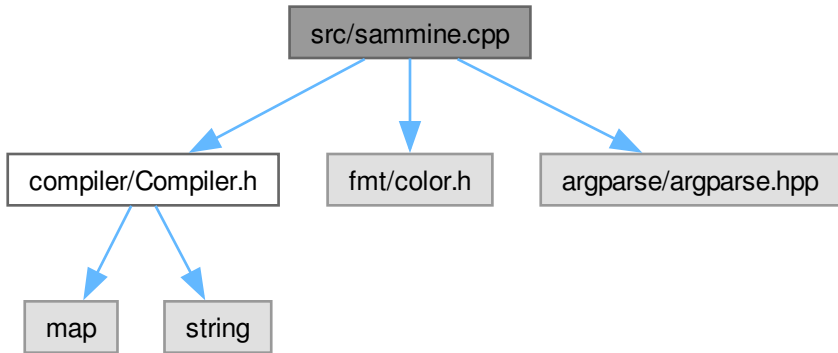 src/sammine.cpp
compiler/Compiler.h
fmt/color.h
argparse/argparse.hpp
map
string